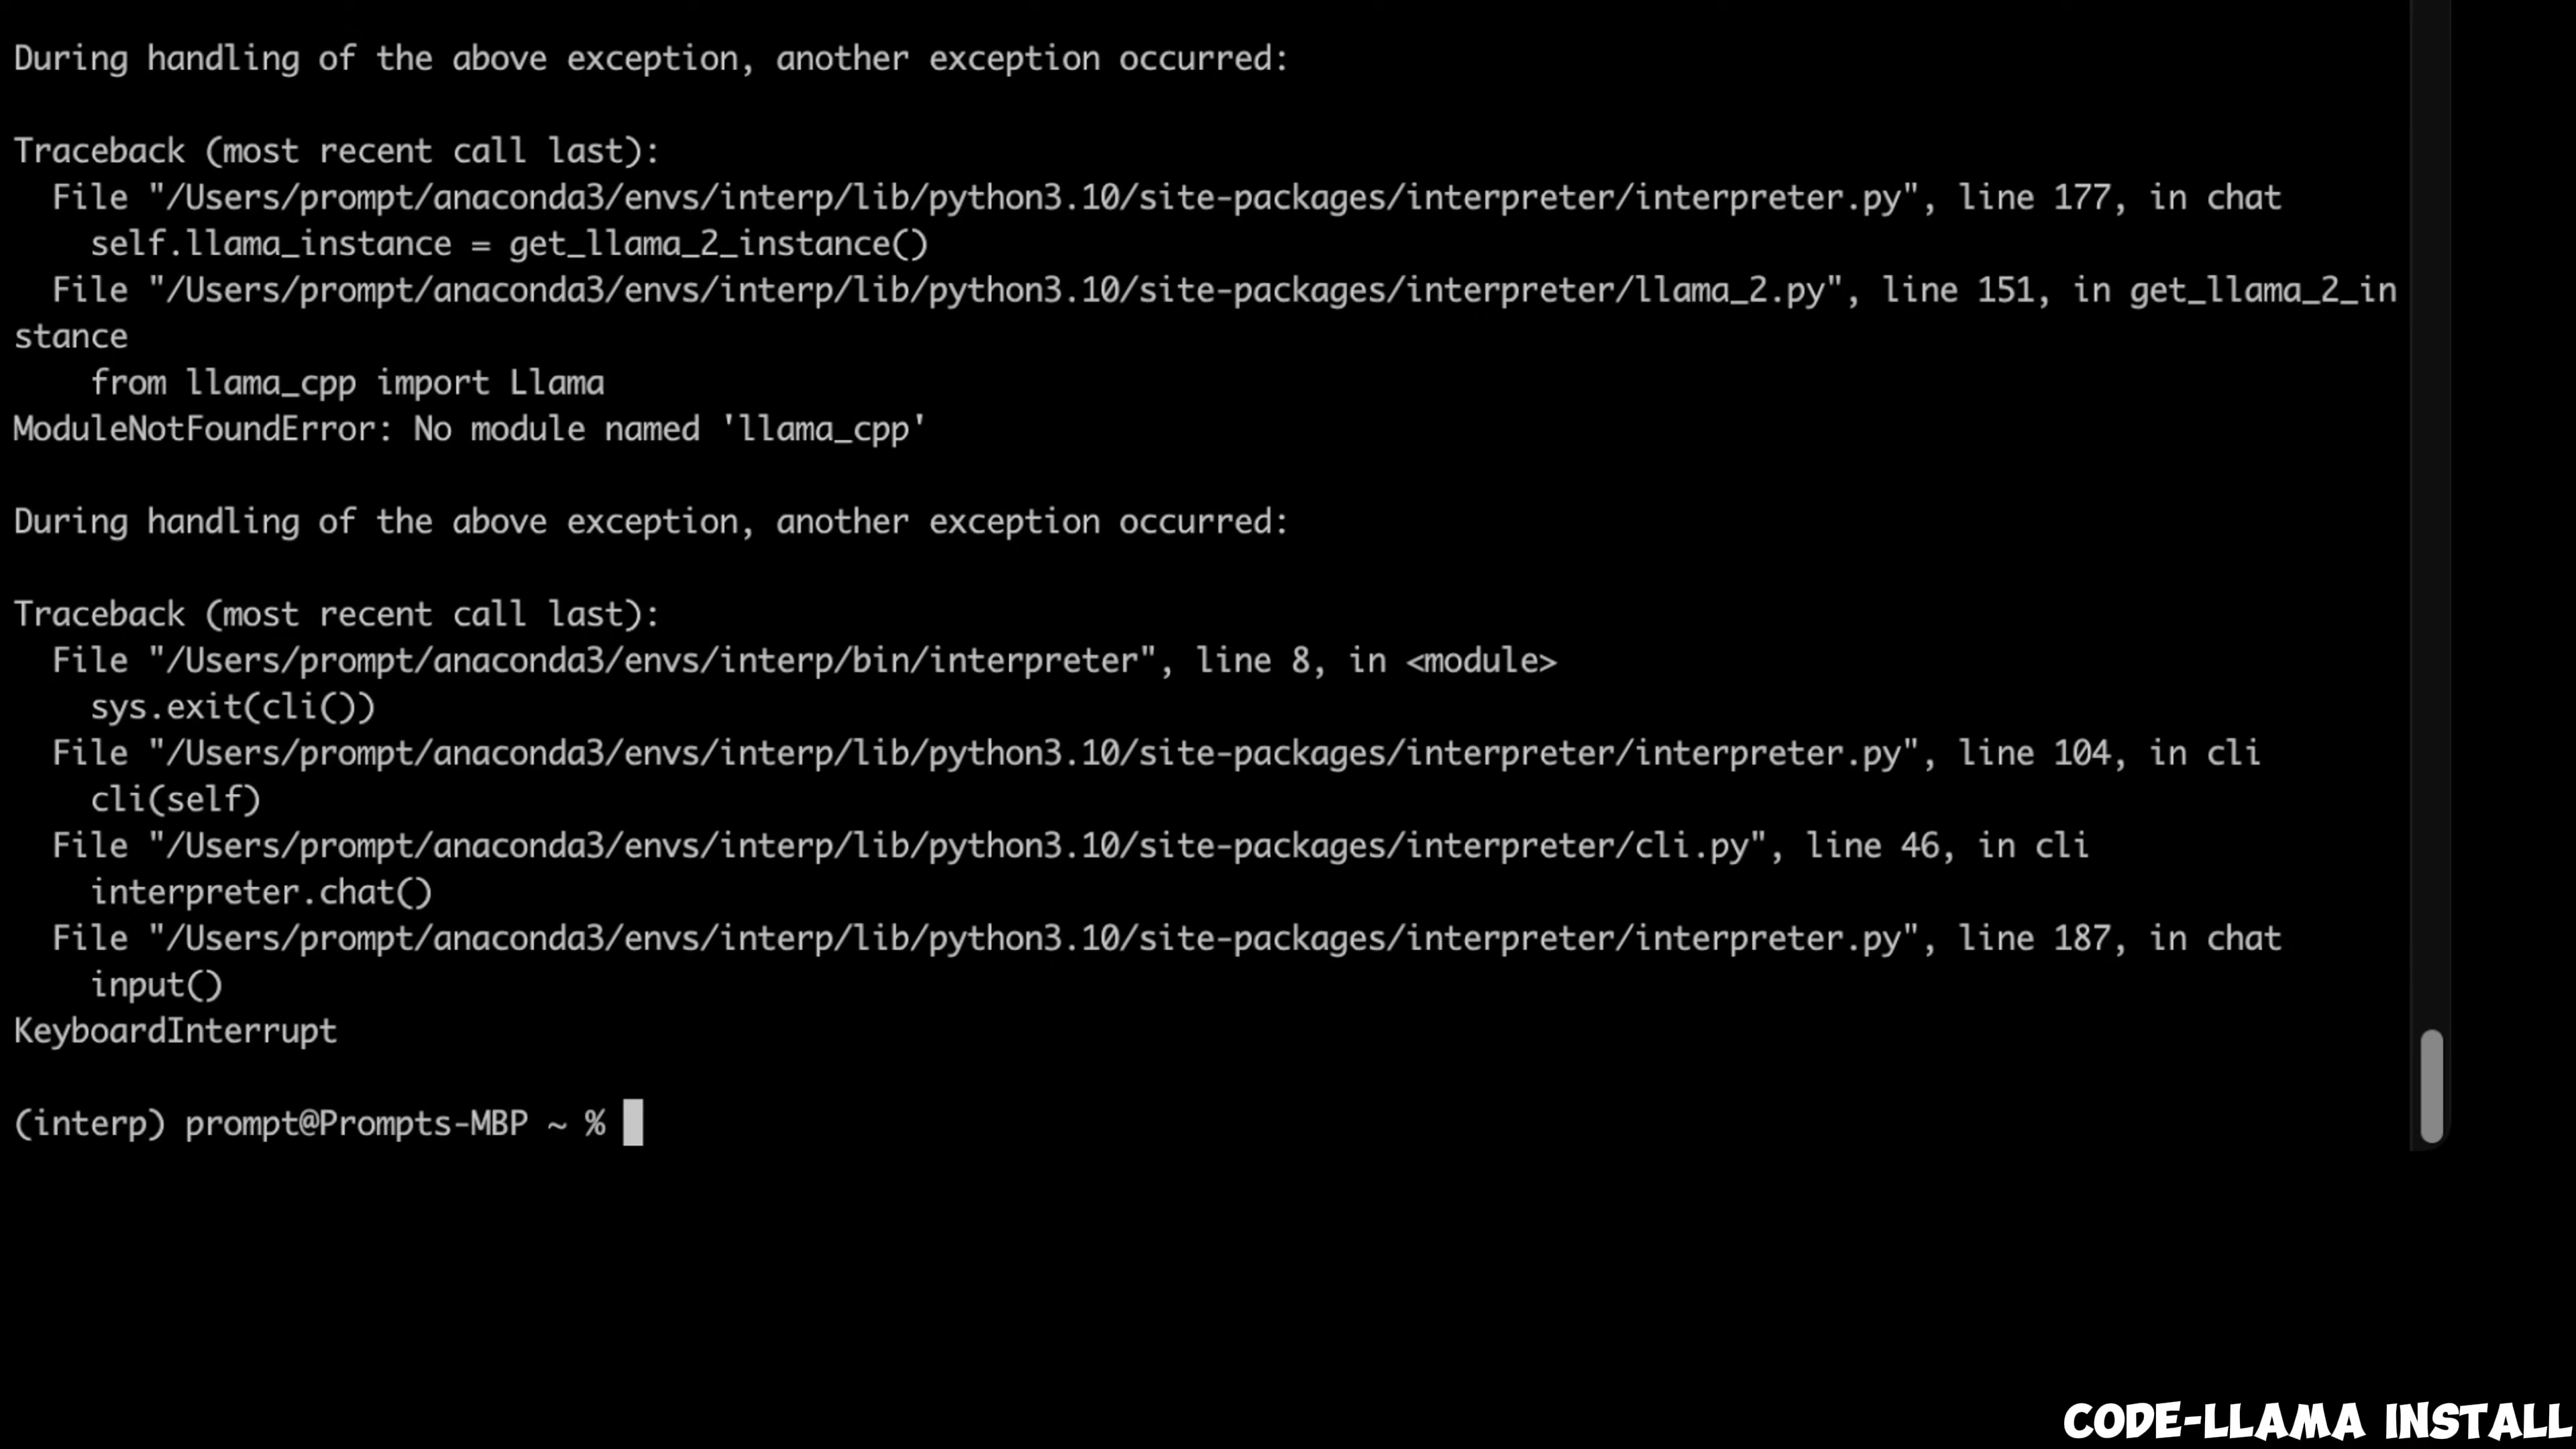 During handling of the above exception, another exception occurred:
Traceback (most recent call last):
  File "/Users/prompt/anaconda3/envs/interp/lib/python3.10/site-packages/interpreter/interpreter.py", line 177, in chat
    self.llama_instance = get_llama_2_instance()
  File "/Users/prompt/anaconda3/envs/interp/lib/python3.10/site-packages/interpreter/llama_2.py", line 151, in get_llama_2_in
stance
    from llama_cpp import Llama
ModuleNotFoundError: No module named 'llama_cpp'
During handling of the above exception, another exception occurred:
Traceback (most recent call last):
  File "/Users/prompt/anaconda3/envs/interp/bin/interpreter", line 8, in <module>
    sys.exit(cli())
  File "/Users/prompt/anaconda3/envs/interp/lib/python3.10/site-packages/interpreter/interpreter.py", line 104, in cli
    cli(self)
  File "/Users/prompt/anaconda3/envs/interp/lib/python3.10/site-packages/interpreter/cli.py", line 46, in cli
    interpreter.chat()
  File "/Users/prompt/anaconda3/envs/interp/lib/python3.10/site-packages/interpreter/interpreter.py", line 187, in chat
    input()
KeyboardInterrupt
(interp) prompt@Prompts-MBP ~ %
CODE-LLAMA INSTALL